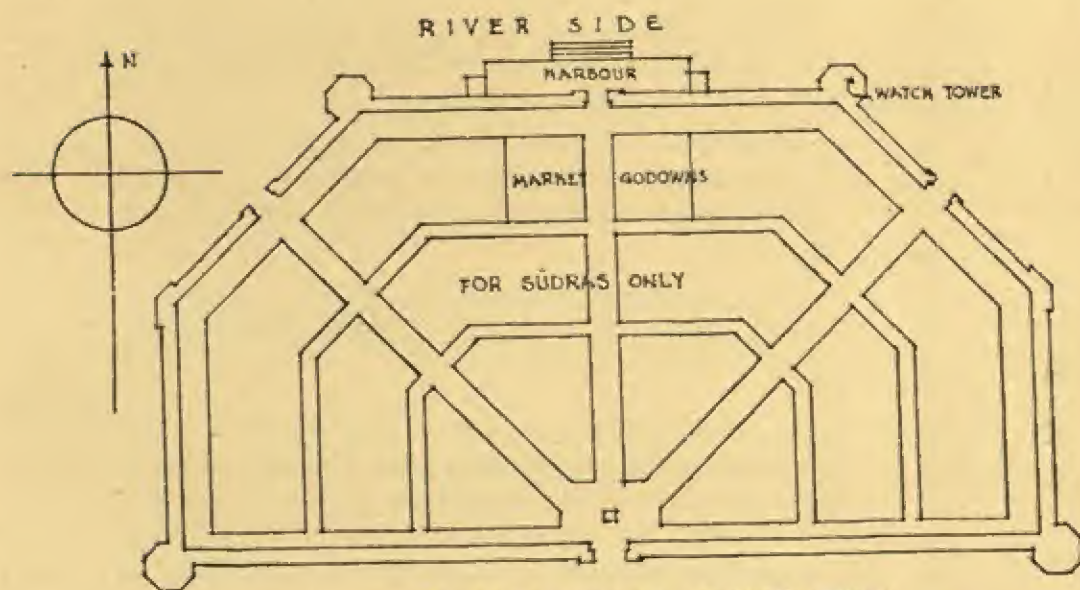 RIVER SIDE
N
HARBOUR
WATCH TOWER
MARKET GODOWNS
FOR SŪDRAS ONLY